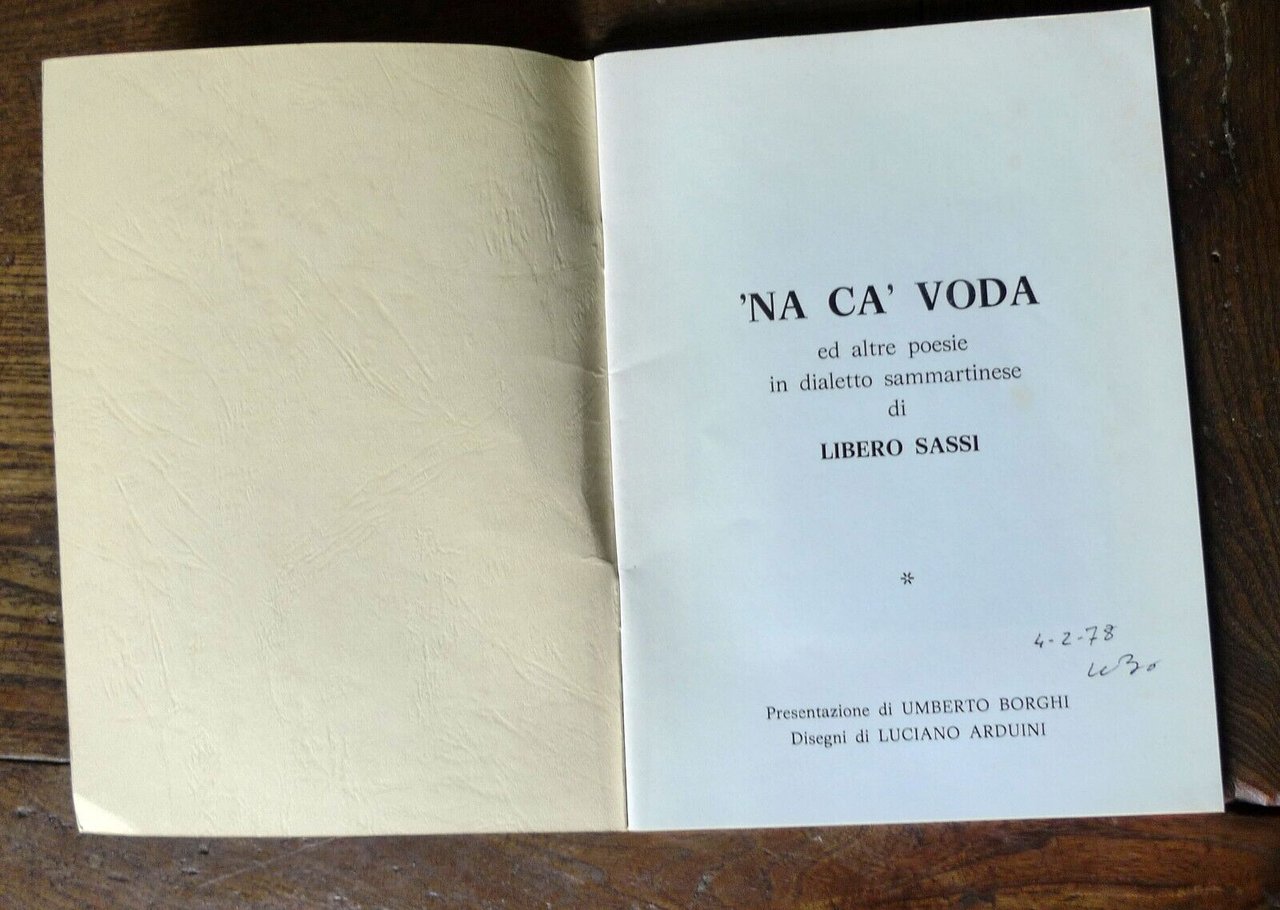 'NA CA' VODA
ed altre poesie
in dialetto sammartinese
di
LIBERO SASSI
*
4-2-78
Presentazione di UMBERTO BORGHI
Disegni di LUCIANO ARDUINI